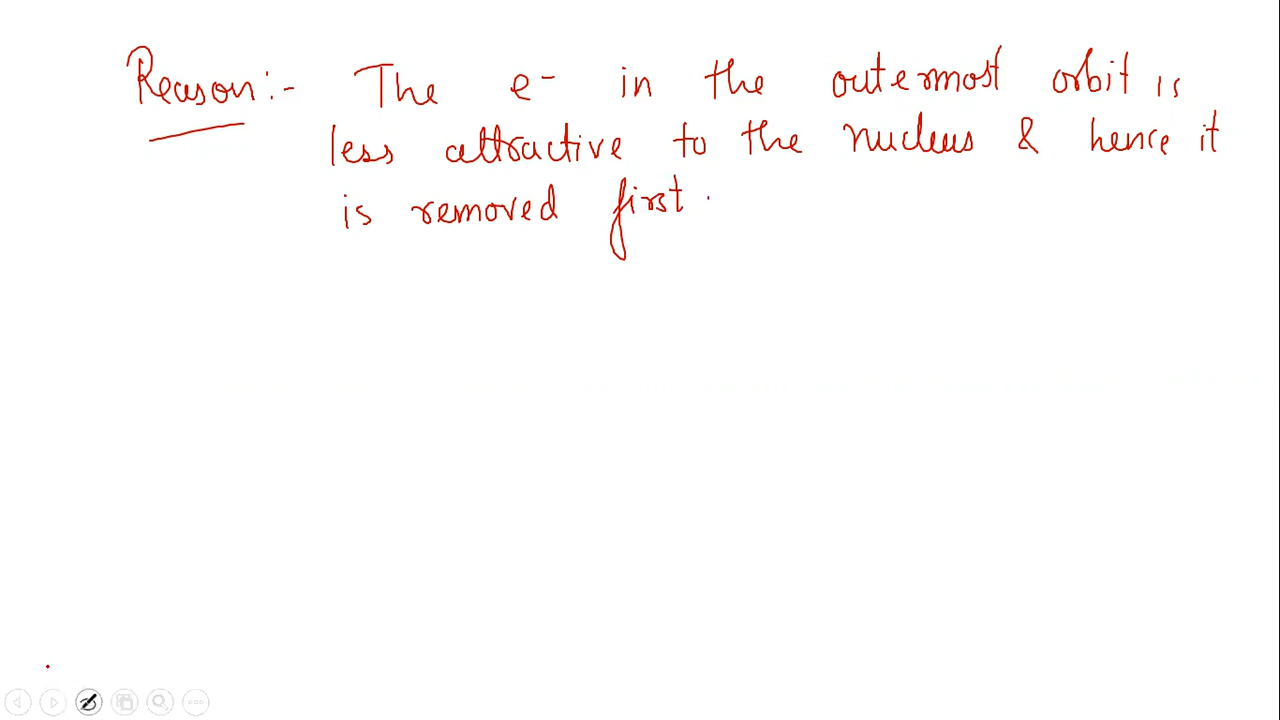 Reason:- The e- in the outermost orbit is
less attractive to the nucleus & hence it
is removed first.